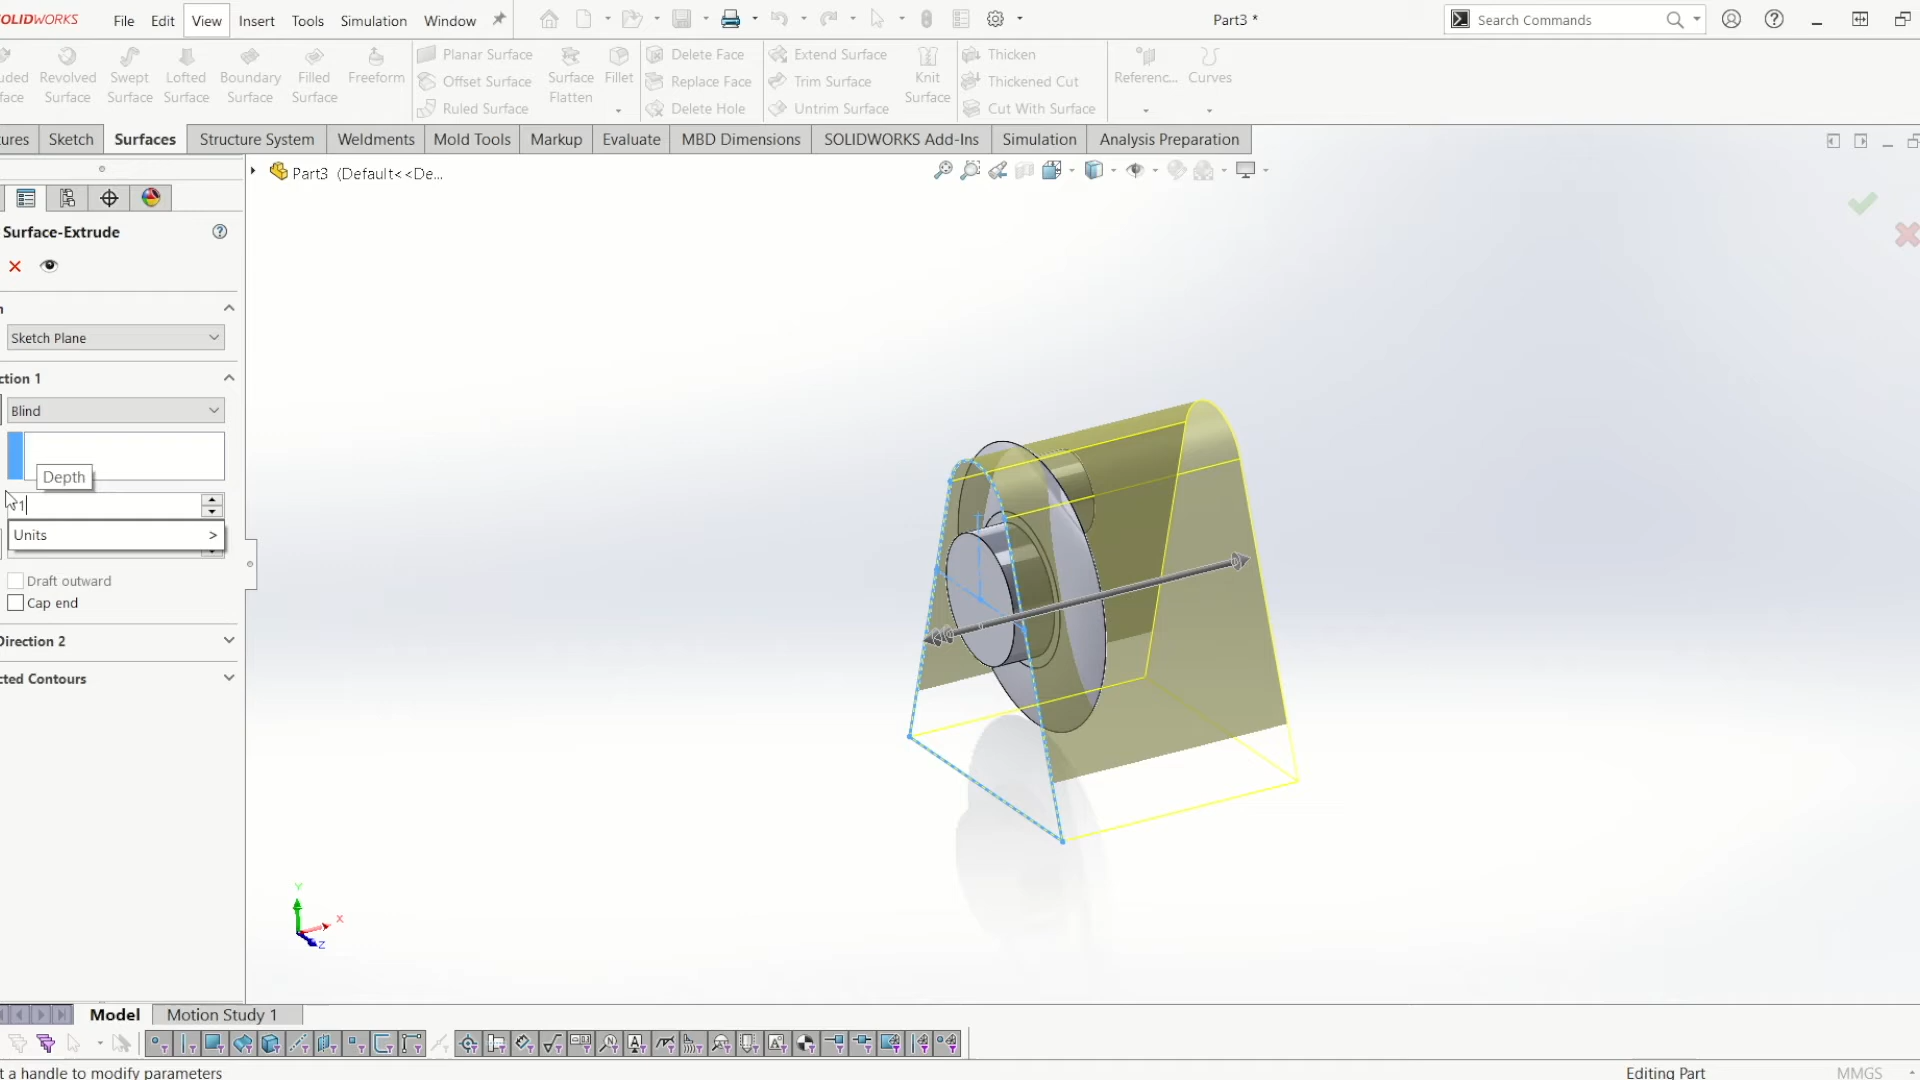 SOLIDWORKS File Edit View Insert Tools Simulation Window Part3 * Search Commands
uded
face
Revolved
Surface
Swept
Surface
Lofted
Surface
Boundary
Surface
Filled
Surface
Freeform
Planar Surface
Offset Surface
Ruled Surface
Surface
Flatten
Fillet
Delete Face
Replace Face
Delete Hole
Extend Surface
Trim Surface
Untrim Surface
Knit
Surface
Thicken
Thickened Cut
Cut With Surface
Referenc...
Curves
ures Sketch Surfaces Structure System Weldments Mold Tools Markup Evaluate MBD Dimensions SOLIDWORKS Add-Ins Simulation Analysis Preparation
Part3 (Default<<De...
Surface-Extrude
Sketch Plane
ction 1
Blind
Depth
1
Units >
Draft outward
Cap end
Direction 2
cted Contours
Y
X
Z
Model Motion Study 1
t a handle to modify parameters Editing Part MMGS